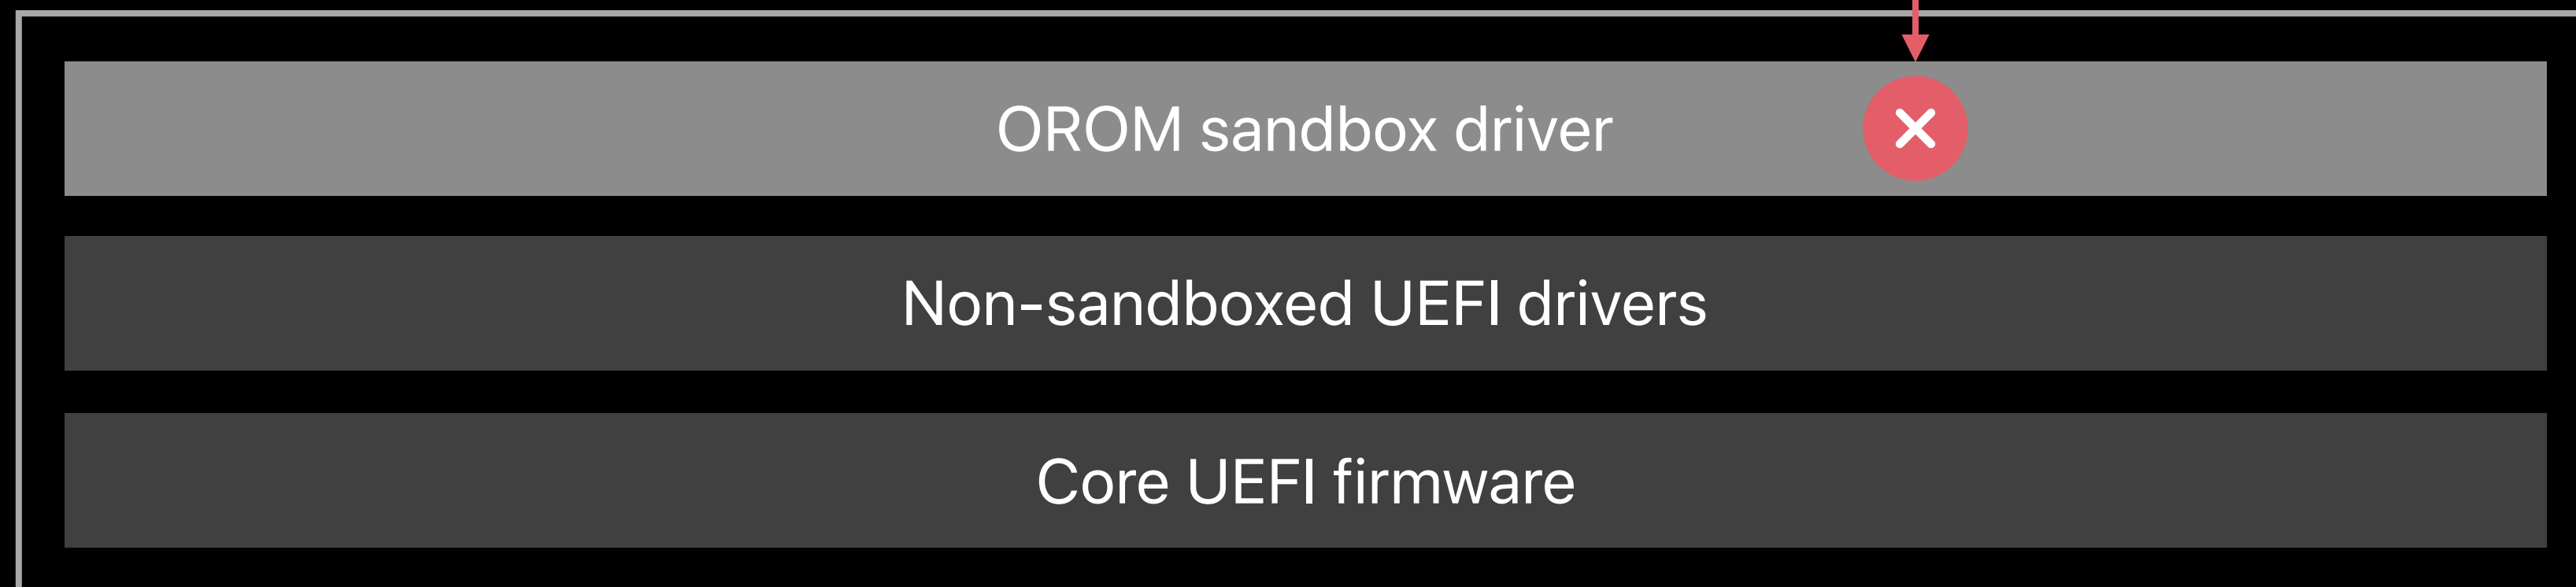 OROM sandbox driver
Non-sandboxed UEFI drivers
Core UEFI firmware